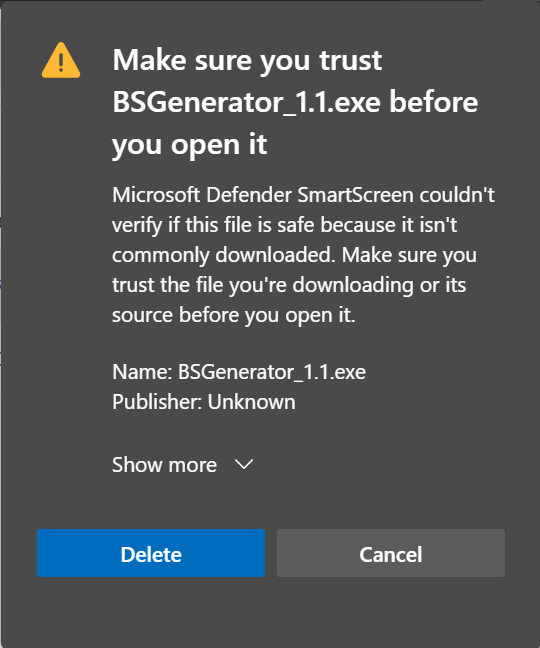 Make sure you trust
BSGenerator_1.1.exe before
you open it
Microsoft Defender SmartScreen couldn't
verify if this file is safe because it isn't
commonly downloaded. Make sure you
trust the file you're downloading or its
source before you open it.
Name: BSGenerator_1.1.exe
Publisher: Unknown
Show more
Delete
Cancel